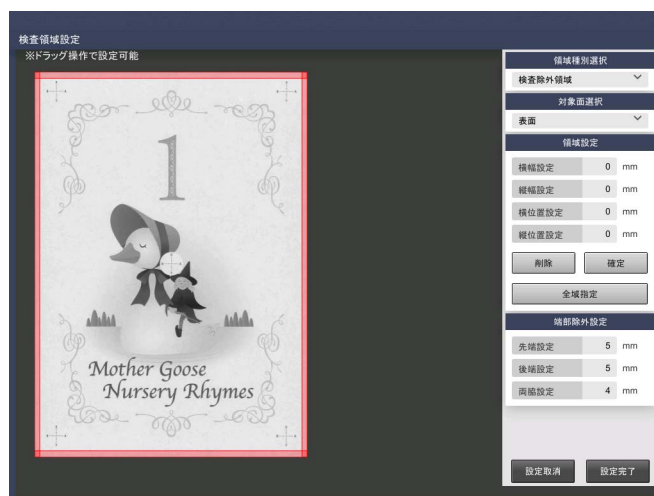 検査領域設定
※ドラッグ操作で設定可能
1
Mother Goose
Nursery Rhymes
領域種別選択
検査除外領域
対象面選択
表面
領域設定
横幅設定 0 mm
縦幅設定 0 mm
横位置設定 0 mm
縦位置設定 0 mm
削除 確定
全域指定
端部除外設定
先端設定 5 mm
後端設定 5 mm
両脇設定 4 mm
設定取消 設定完了